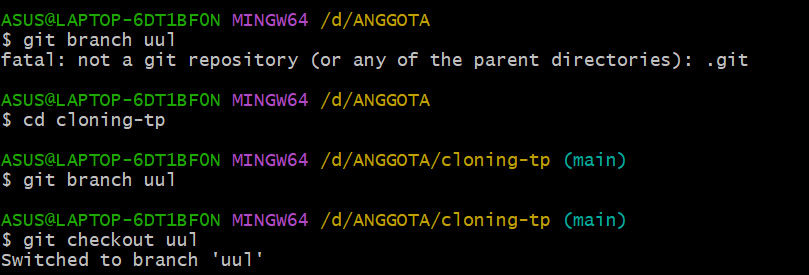 ASUS@LAPTOP-6DT1BF0N MINGW64 /d/ANGGOTA
$ git branch uul
fatal: not a git repository (or any of the parent directories): .git
ASUS@LAPTOP-6DT1BF0N MINGW64 /d/ANGGOTA
$ cd cloning-tp
ASUS@LAPTOP-6DT1BF0N MINGW64 /d/ANGGOTA/cloning-tp (main)
$ git branch uul
ASUS@LAPTOP-6DT1BF0N MINGW64 /d/ANGGOTA/cloning-tp (main)
$ git checkout uul
Switched to branch 'uul'